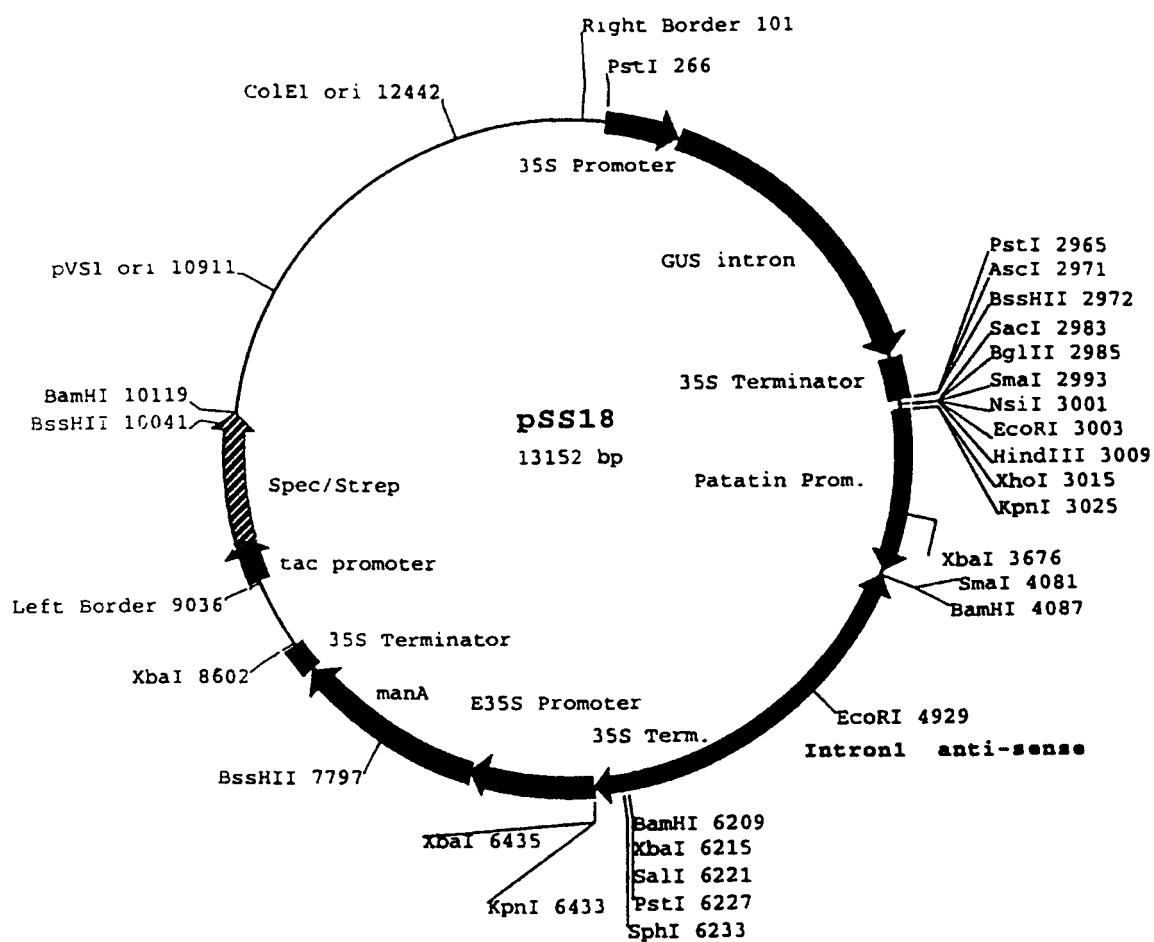 Right Border 101
PstI 266
ColE1 ori 12442
35S Promoter
GUS intron
PstI 2965
AscI 2971
BssHII 2972
SacI 2983
BglII 2985
SmaI 2993
NsiI 3001
EcoRI 3003
HindIII 3009
XhoI 3015
KpnI 3025
pVS1 ori 10911
35S Terminator
BamHI 10119
BssHII 10041
pSS18
13152 bp
Patatin Prom.
Spec/Strep
XbaI 3676
SmaI 4081
BamHI 4087
tac promoter
Left Border 9036
35S Terminator
XbaI 8602
manA
E35S Promoter
35S Term.
EcoRI 4929
Intron1 anti-sense
BssHII 7797
BamHI 6209
XbaI 6215
SalI 6221
PstI 6227
SphI 6233
XbaI 6435
KpnI 6433